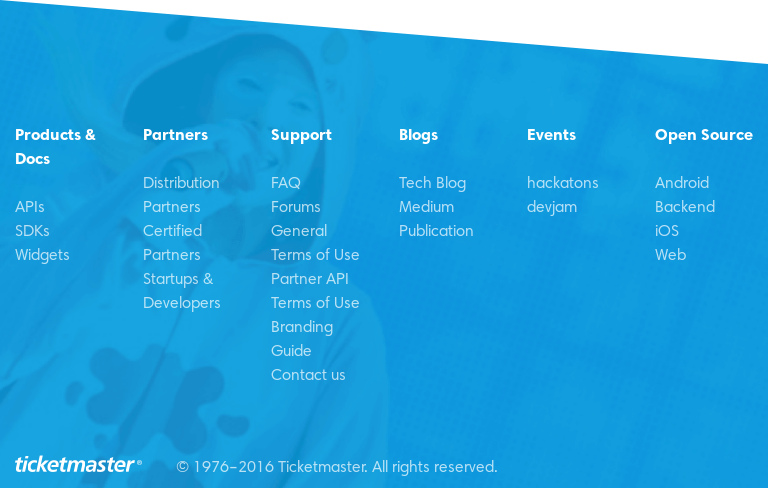 Products &
Docs
APIs
SDKs
Widgets
Partners
Distribution
Partners
Certified
Partners
Startups &
Developers
Support
FAQ
Forums
General
Terms of Use
Partner API
Terms of Use
Branding
Guide
Contact us
Blogs
Tech Blog
Medium
Publication
Events
hackatons
devjam
Open Source
Android
Backend
iOS
Web
ticketmaster®
© 1976-2016 Ticketmaster. All rights reserved.